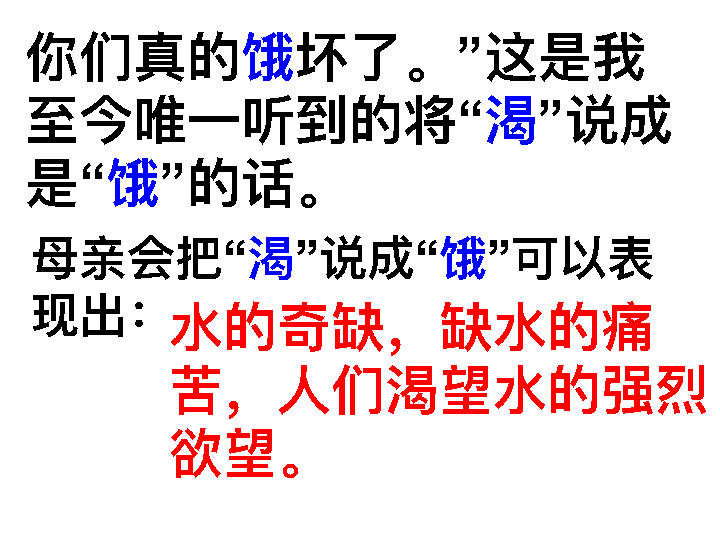 你们真的饿坏了。”这是我
至今唯一听到的将“渴”说成
是“饿”的话。
母亲会把“渴”说成“饿”可以表
现出：
水的奇缺，缺水的痛
苦，人们渴望水的强烈
欲望。